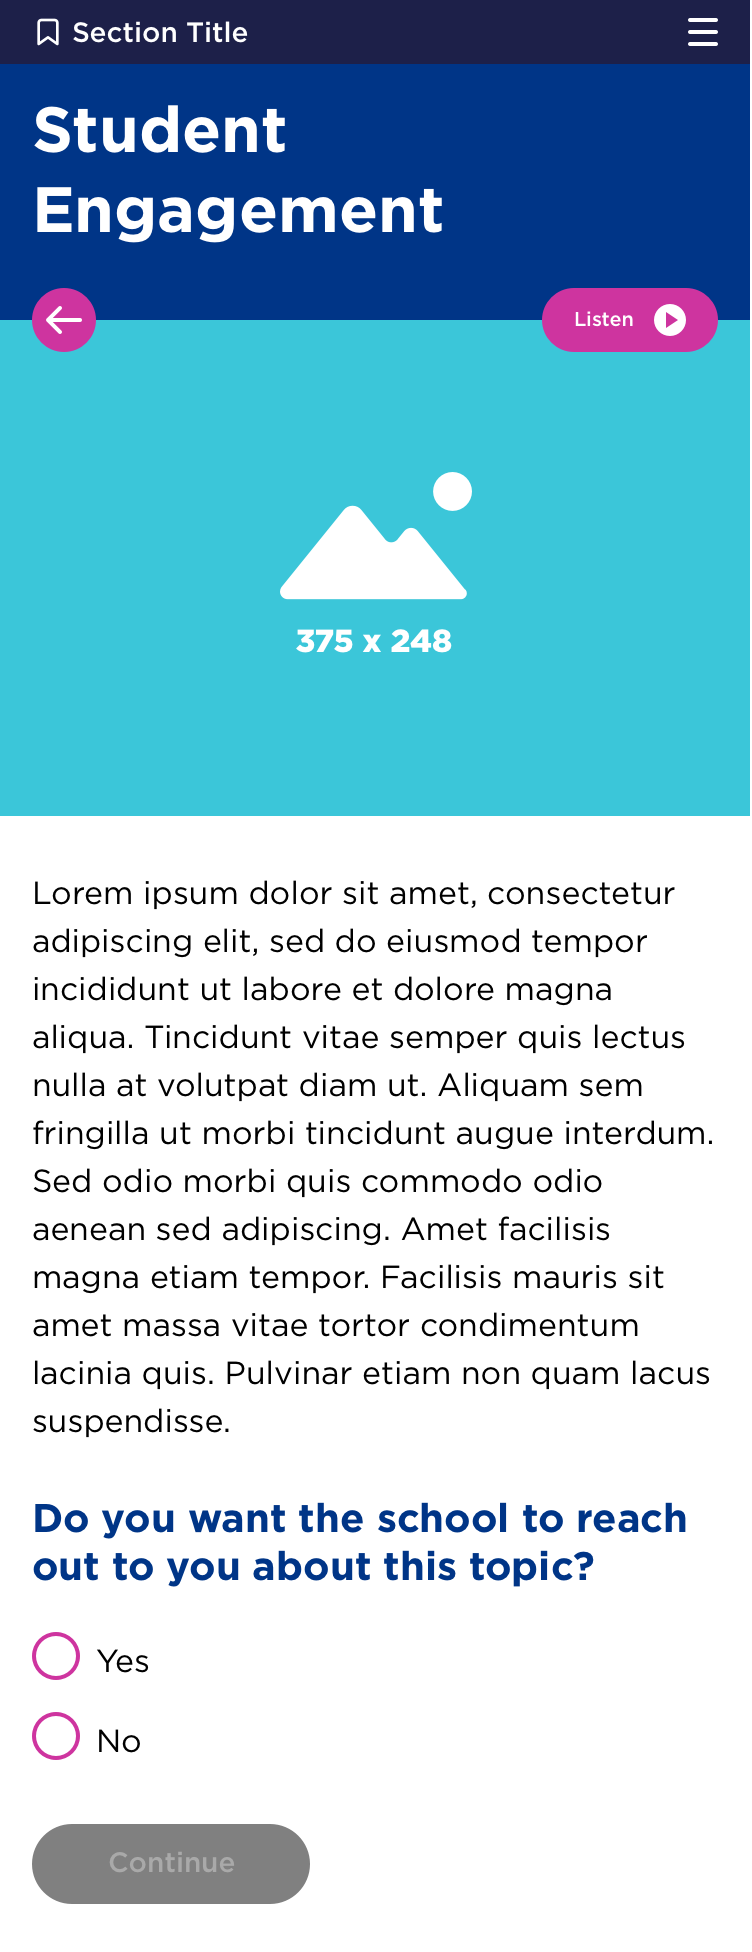 Section Title
Student
Engagement
Listen
375 x 248
Lorem ipsum dolor sit amet, consectetur
adipiscing elit, sed do eiusmod tempor
incididunt ut labore et dolore magna
aliqua. Tincidunt vitae semper quis lectus
nulla at volutpat diam ut. Aliquam sem
fringilla ut morbi tincidunt augue interdum.
Sed odio morbi quis commodo odio
aenean sed adipiscing. Amet facilisis
magna etiam tempor. Facilisis mauris sit
amet massa vitae tortor condimentum
lacinia quis. Pulvinar etiam non quam lacus
suspendisse.
Do you want the school to reach
out to you about this topic?
Yes
No
Continue